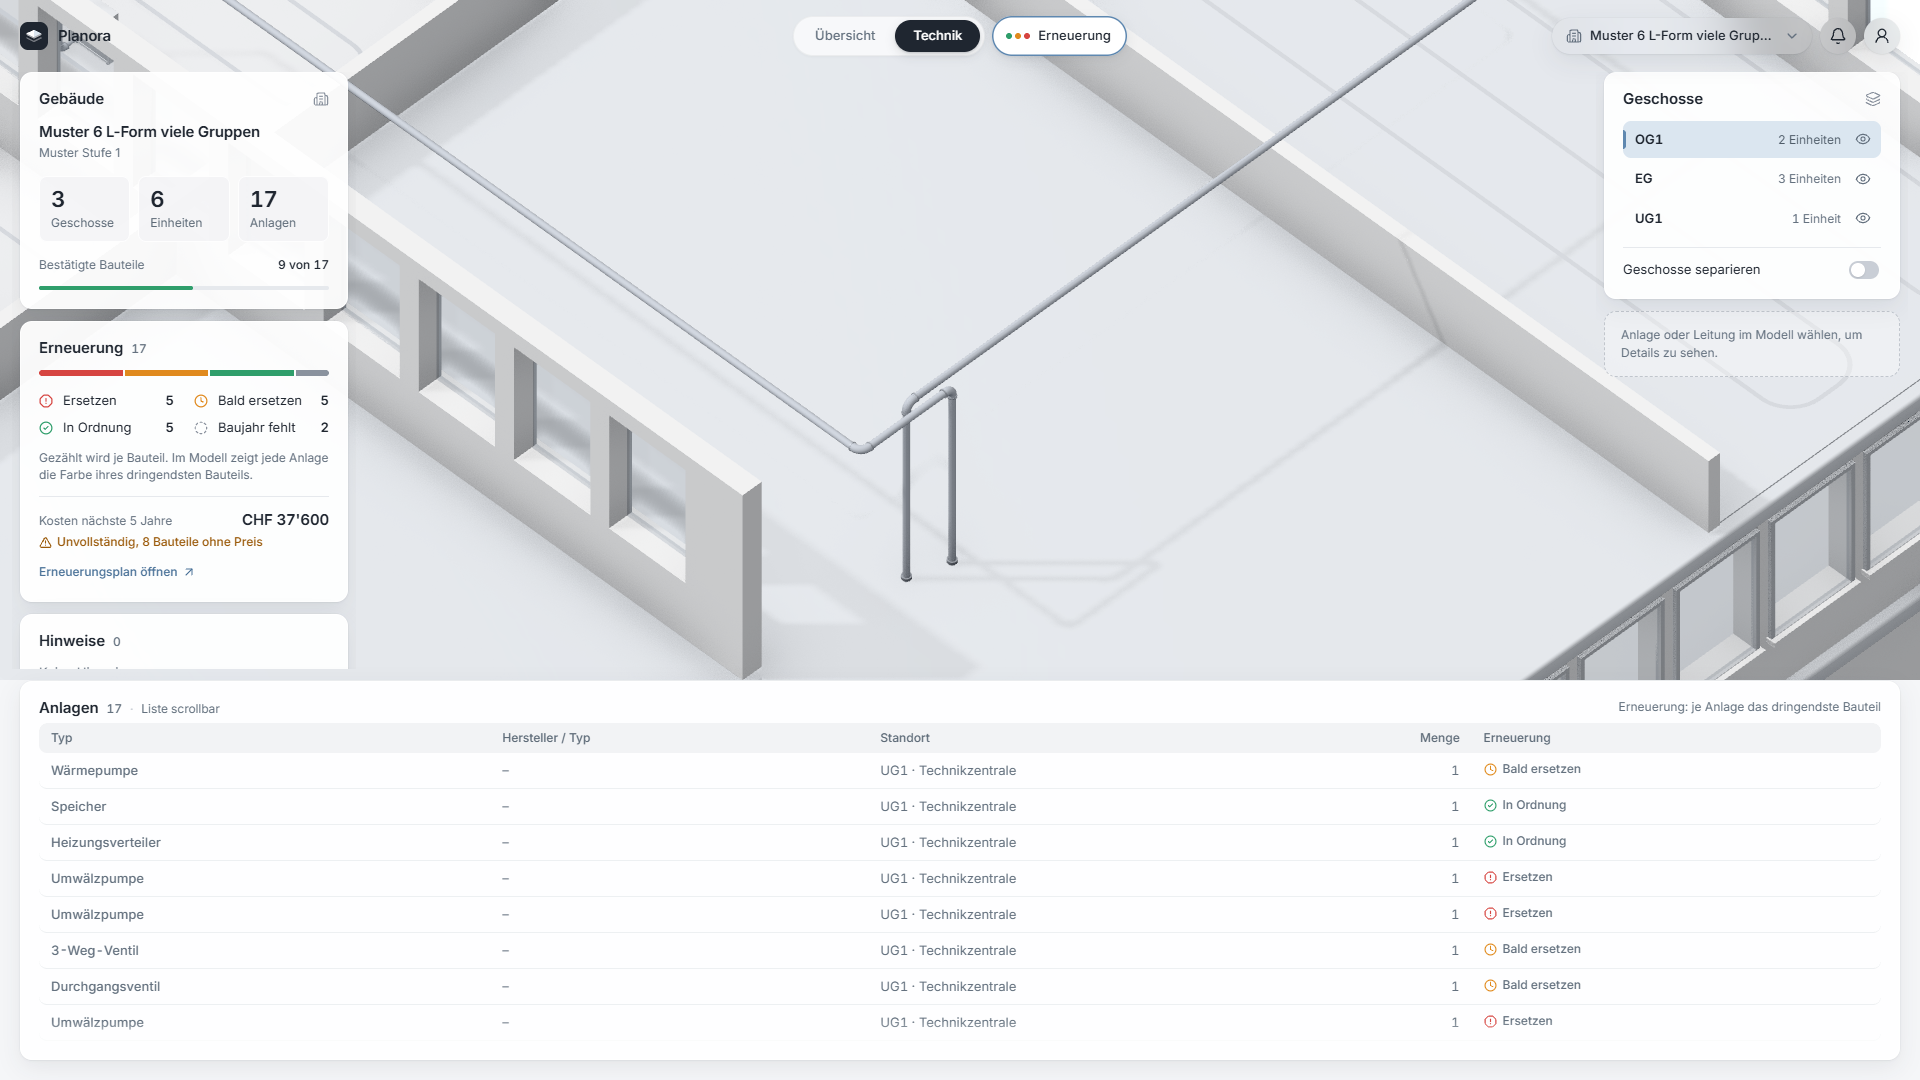 Planora
Übersicht
Technik
Erneuerung
Muster 6 L-Form viele Grup...
Gebäude
Muster 6 L-Form viele Gruppen
Muster Stufe 1
3 6 17
Geschosse Einheiten Anlagen
Bestätigte Bauteile 9 von 17
Erneuerung 17
Ersetzen 5 Bald ersetzen 5
In Ordnung 5 Baujahr fehlt 2
Gezählt wird je Bauteil. Im Modell zeigt jede Anlage
die Farbe ihres dringendsten Bauteils.
Kosten nächste 5 Jahre CHF 37'600
Unvollständig, 8 Bauteile ohne Preis
Erneuerungsplan öffnen
Hinweise 0
Geschosse
OG1 2 Einheiten
EG 3 Einheiten
UG1 1 Einheit
Geschosse separieren
Anlage oder Leitung im Modell wählen, um
Details zu sehen.
Anlagen 17 · Liste scrollbar
Erneuerung: je Anlage das dringendste Bauteil
Typ Hersteller / Typ Standort Menge Erneuerung
Wärmepumpe – UG1 · Technikzentrale 1 Bald ersetzen
Speicher – UG1 · Technikzentrale 1 In Ordnung
Heizungsverteiler – UG1 · Technikzentrale 1 In Ordnung
Umwälzpumpe – UG1 · Technikzentrale 1 Ersetzen
Umwälzpumpe – UG1 · Technikzentrale 1 Ersetzen
3-Weg-Ventil – UG1 · Technikzentrale 1 Bald ersetzen
Durchgangsventil – UG1 · Technikzentrale 1 Bald ersetzen
Umwälzpumpe – UG1 · Technikzentrale 1 Ersetzen